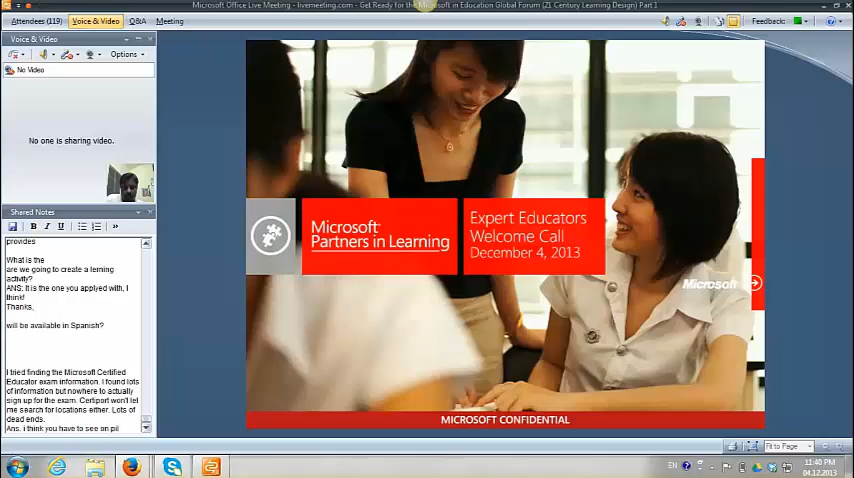 Microsoft Office Live Meeting - livemeeting.com - Get Ready for the Microsoft in Education Global Forum (21 Century Learning Design) Part 1
Attendees (119) Voice & Video Q&A Meeting
Feedback:
Voice & Video
Options
No Video
No one is sharing video.
Shared Notes
B I U
provides
What is the
are we going to create a lerning
activity?
ANS: It is the one you applyed with, I
think!
Thanks,
will be available in Spanish?
I tried finding the Microsoft Certified
Educator exam information. I found lots
of information but nowhere to actually
sign up for the exam. Certiport won't let
me search for locations either. Lots of
dead ends.
Ans. i think you have to see on pil
Microsoft
Partners in Learning
Expert Educators
Welcome Call
December 4, 2013
Microsoft
MICROSOFT CONFIDENTIAL
Fit to Page
EN
11:40 PM
04.12.2013